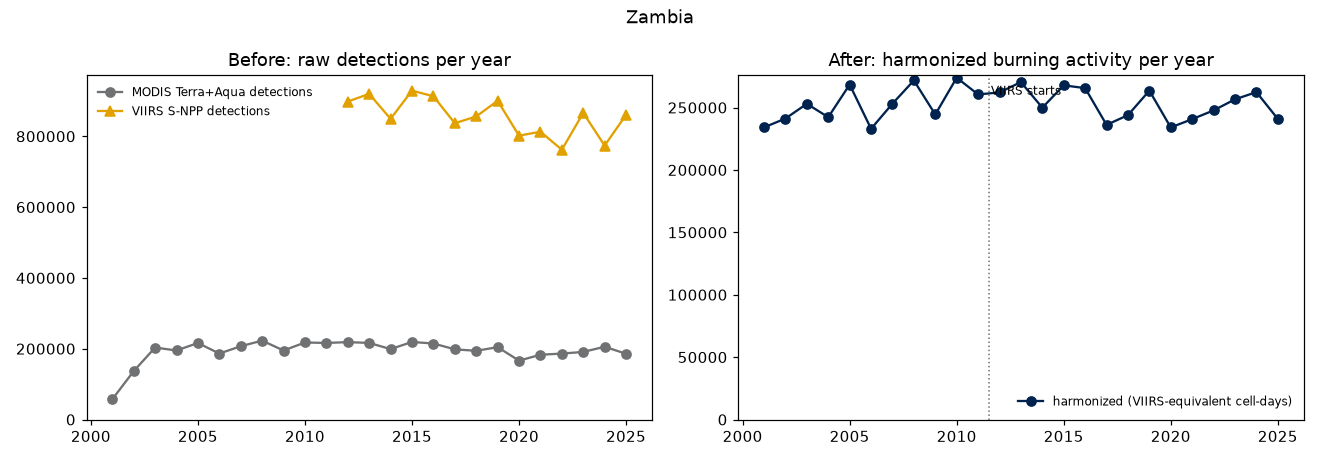 Zambia
Before: raw detections per year
MODIS Terra+Aqua detections
VIIRS S-NPP detections
800000
600000
400000
200000
0
2000 2005 2010 2015 2020 2025
After: harmonized burning activity per year
VIIRS starts
250000
200000
150000
100000
50000
0
harmonized (VIIRS-equivalent cell-days)
2000 2005 2010 2015 2020 2025